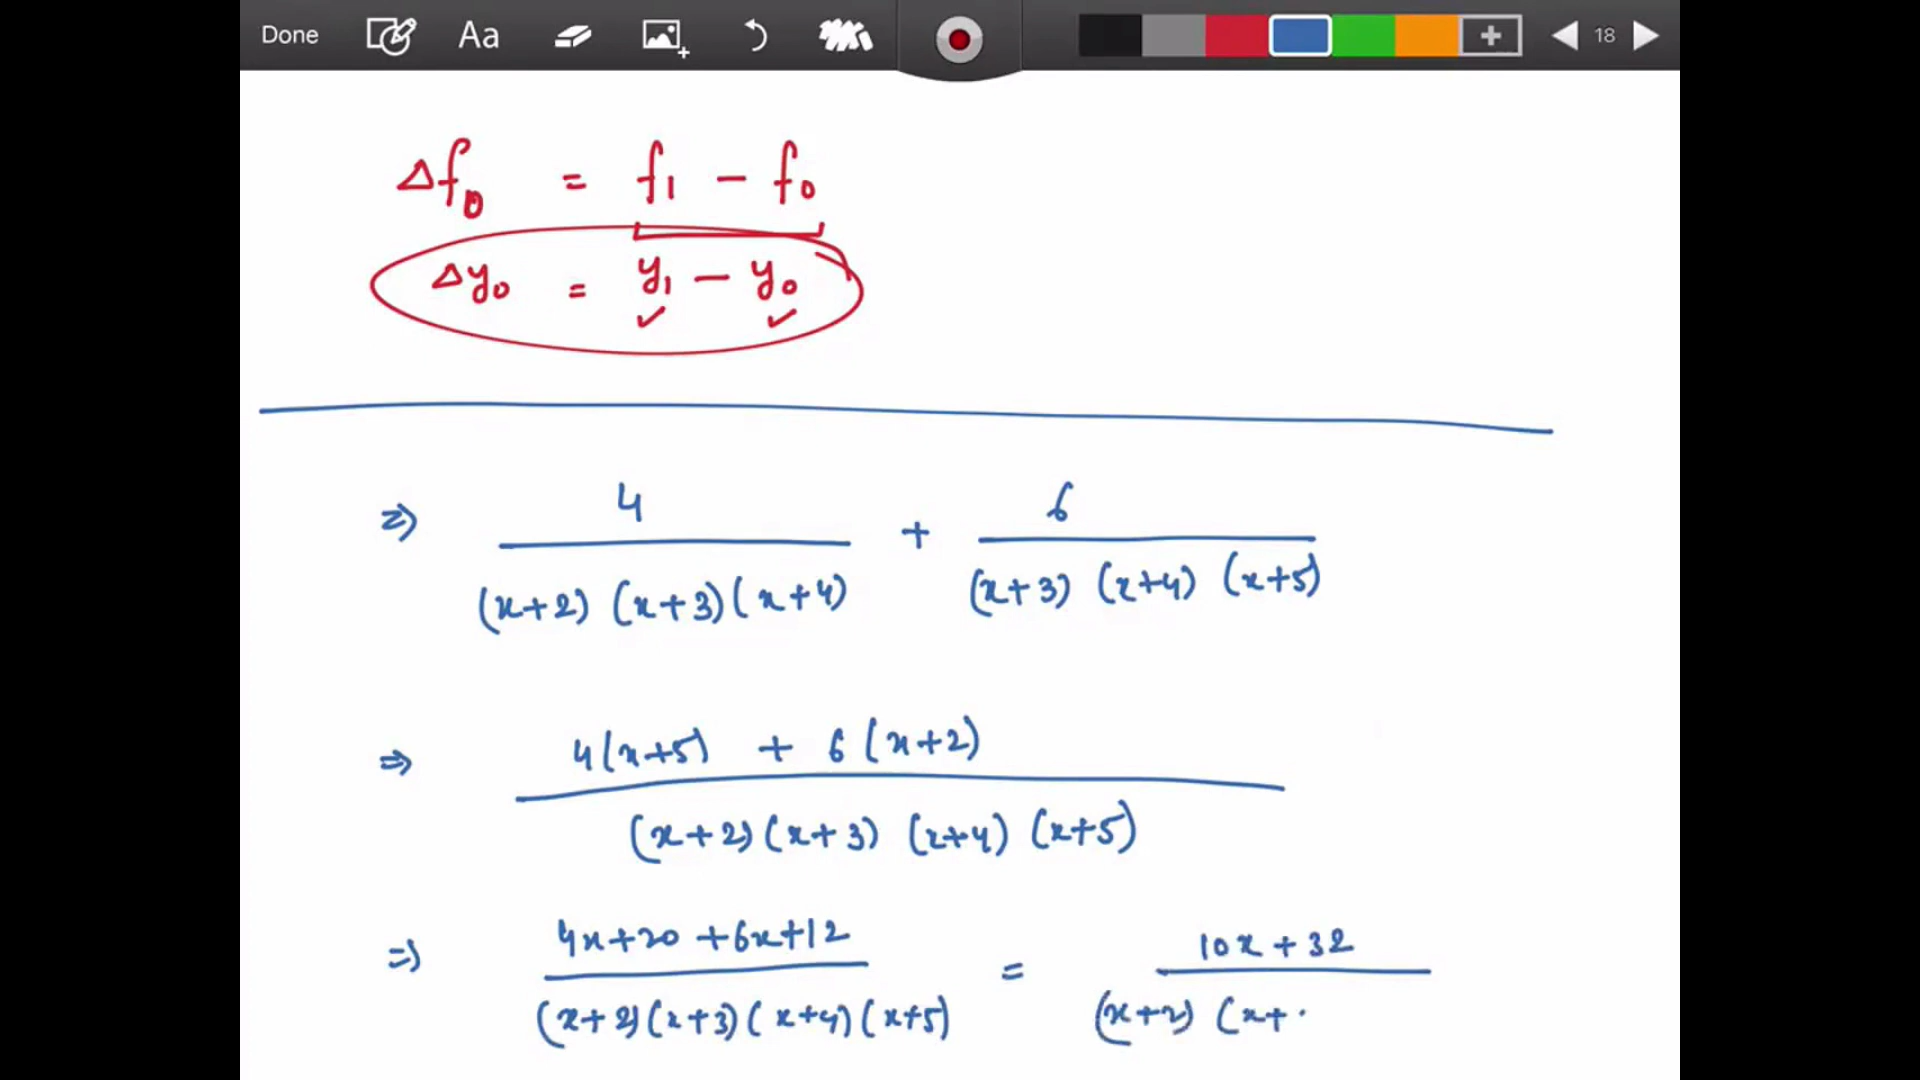 Done Aa 18
Δf₀ = f₁ − f₀
Δy₀ = y₁ − y₀
⇒ 4 / (x+2) (x+3) (x+4) + 6 / (x+3) (x+4) (x+5)
⇒ 4(x+5) + 6(x+2) / (x+2) (x+3) (x+4) (x+5)
⇒ 4x+20+6x+12 / (x+2)(x+3)(x+4)(x+5) = 10x+32 / (x+2) (x+